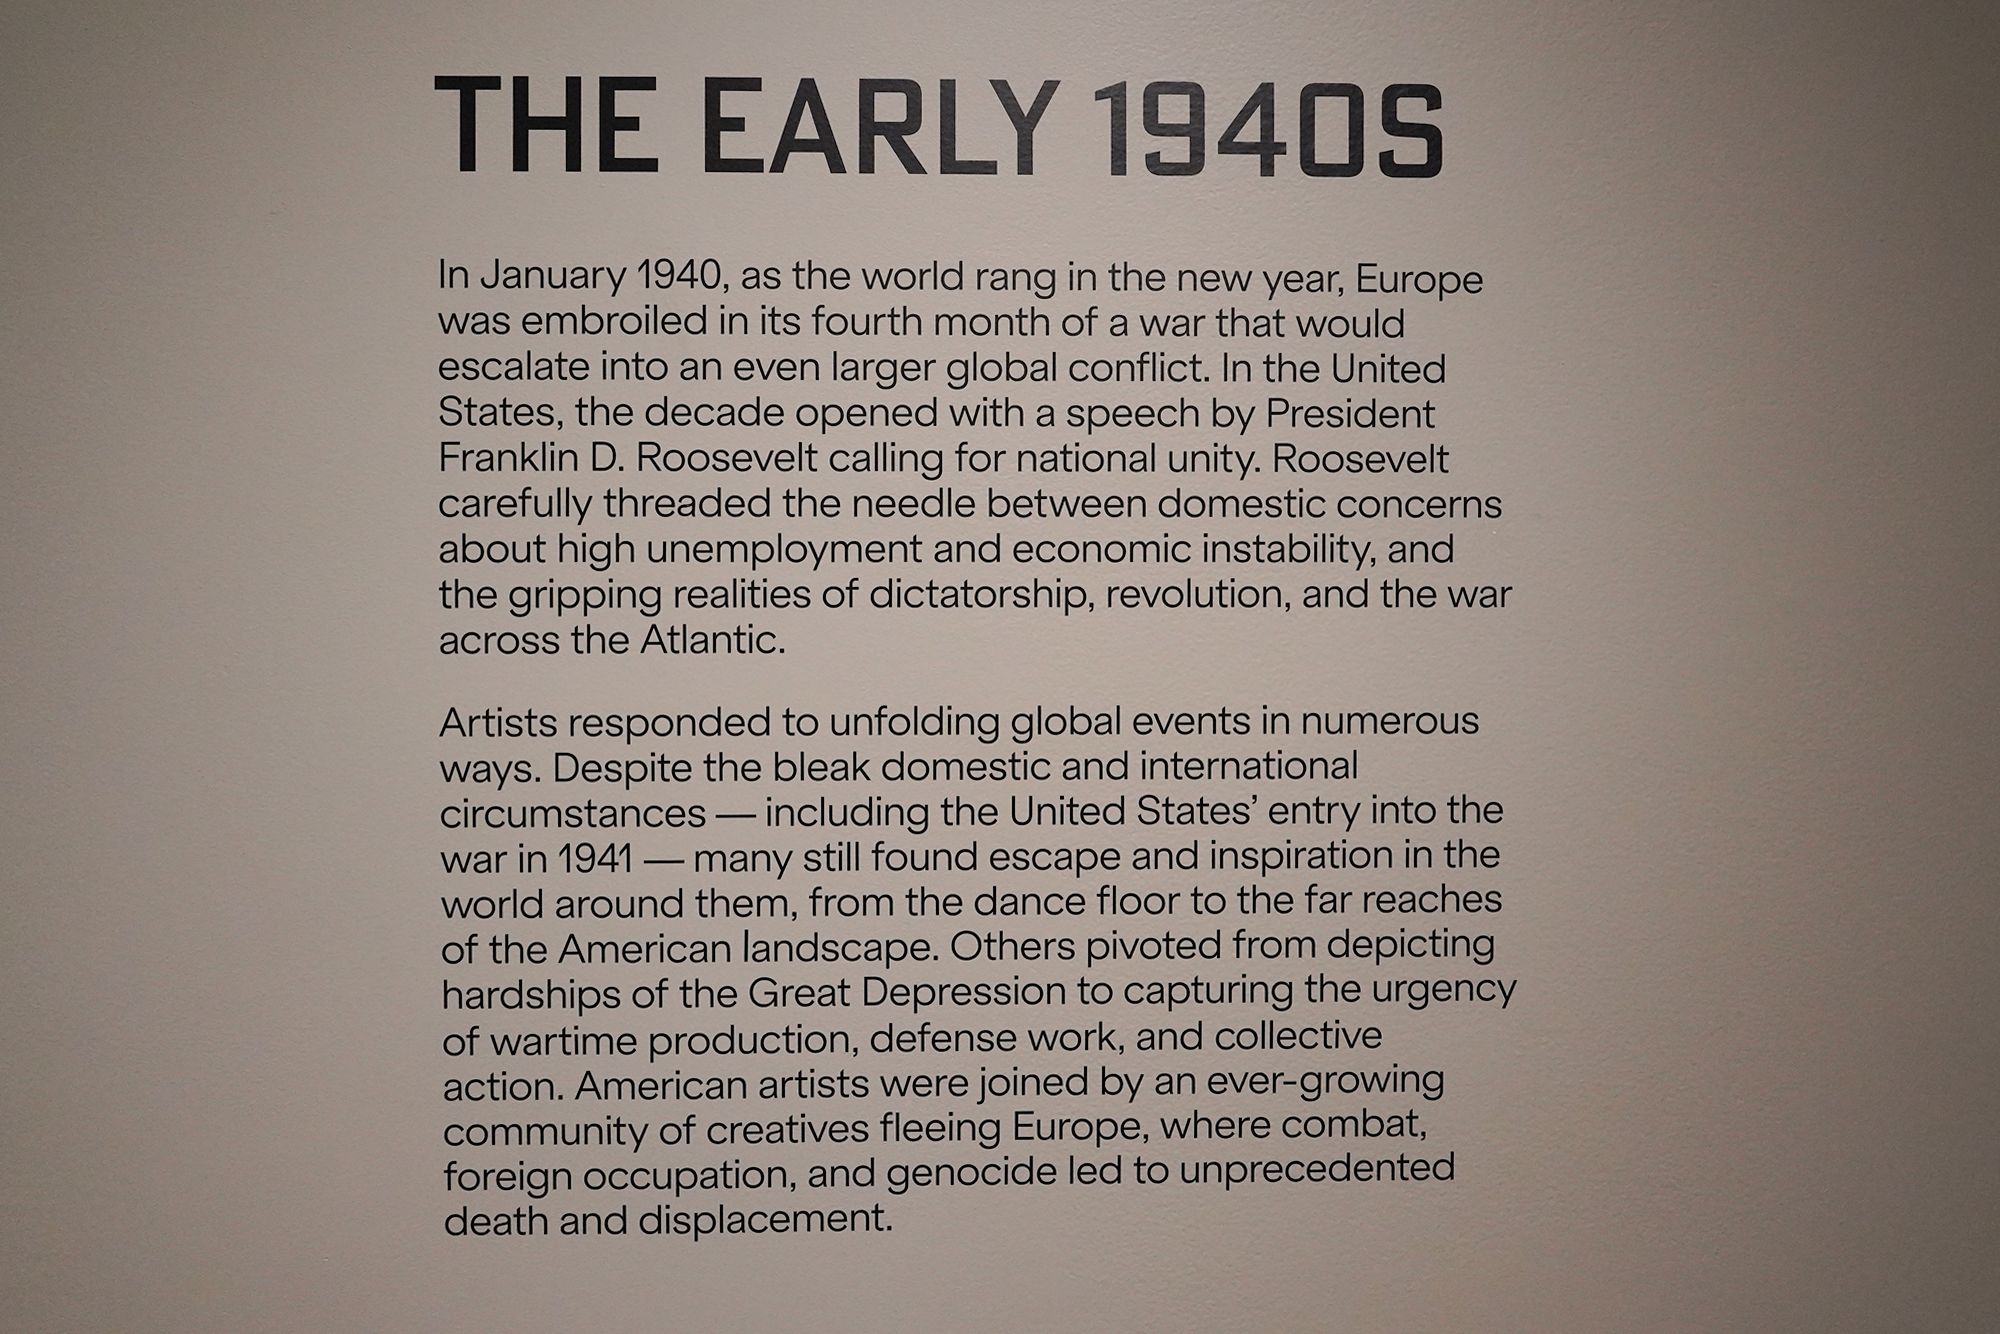 THE EARLY 1940S
In January 1940, as the world rang in the new year, Europe
was embroiled in its fourth month of a war that would
escalate into an even larger global conflict. In the United
States, the decade opened with a speech by President
Franklin D. Roosevelt calling for national unity. Roosevelt
carefully threaded the needle between domestic concerns
about high unemployment and economic instability, and
the gripping realities of dictatorship, revolution, and the war
across the Atlantic.
Artists responded to unfolding global events in numerous
ways. Despite the bleak domestic and international
circumstances — including the United States’ entry into the
war in 1941 — many still found escape and inspiration in the
world around them, from the dance floor to the far reaches
of the American landscape. Others pivoted from depicting
hardships of the Great Depression to capturing the urgency
of wartime production, defense work, and collective
action. American artists were joined by an ever-growing
community of creatives fleeing Europe, where combat,
foreign occupation, and genocide led to unprecedented
death and displacement.